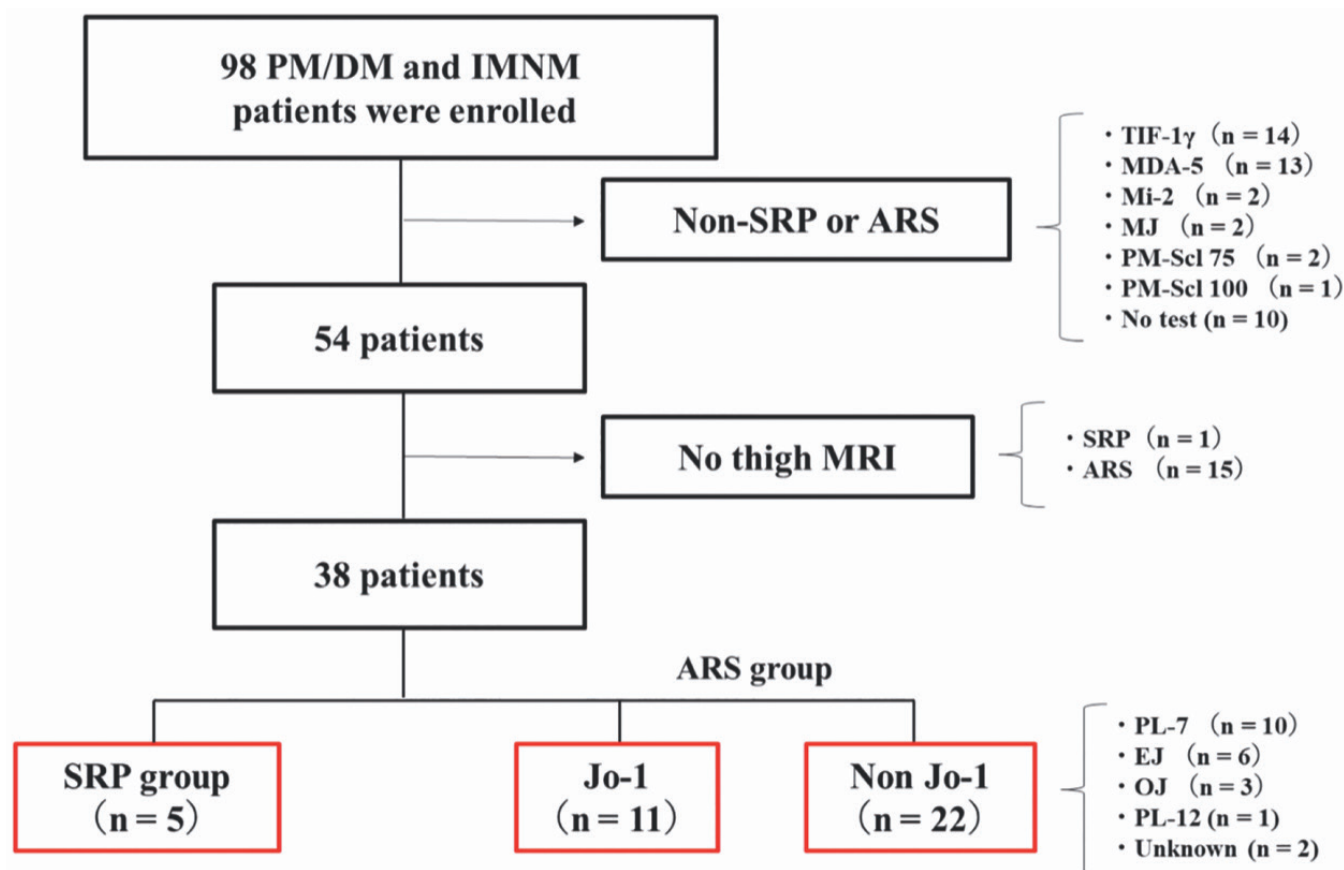 98 PM/DM and IMNM
patients were enrolled
Non-SRP or ARS
・TIF-1γ（n = 14）
・MDA-5 （n = 13）
・Mi-2 （n = 2）
・MJ （n = 2）
・PM-Scl 75 （n = 2）
・PM-Scl 100 （n = 1）
・No test (n = 10)
54 patients
No thigh MRI
・SRP（n = 1）
・ARS （n = 15）
38 patients
ARS group
SRP group
（n = 5）
Jo-1
（n = 11）
Non Jo-1
（n = 22）
・PL-7 （n = 10）
・EJ （n = 6）
・OJ （n = 3）
・PL-12 (n = 1）
・Unknown (n = 2）